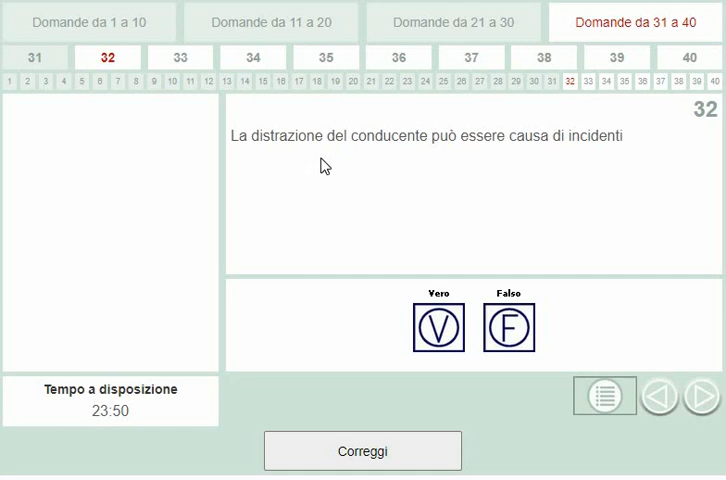 Domande da 1 a 10 Domande da 11 a 20 Domande da 21 a 30 Domande da 31 a 40
31 32 33 34 35 36 37 38 39 40
1 2 3 4 5 6 7 8 9 10 11 12 13 14 15 16 17 18 19 20 21 22 23 24 25 26 27 28 29 30 31 32 33 34 35 36 37 38 39 40
32
La distrazione del conducente può essere causa di incidenti
Vero Falso
V F
Tempo a disposizione
23:50
Correggi